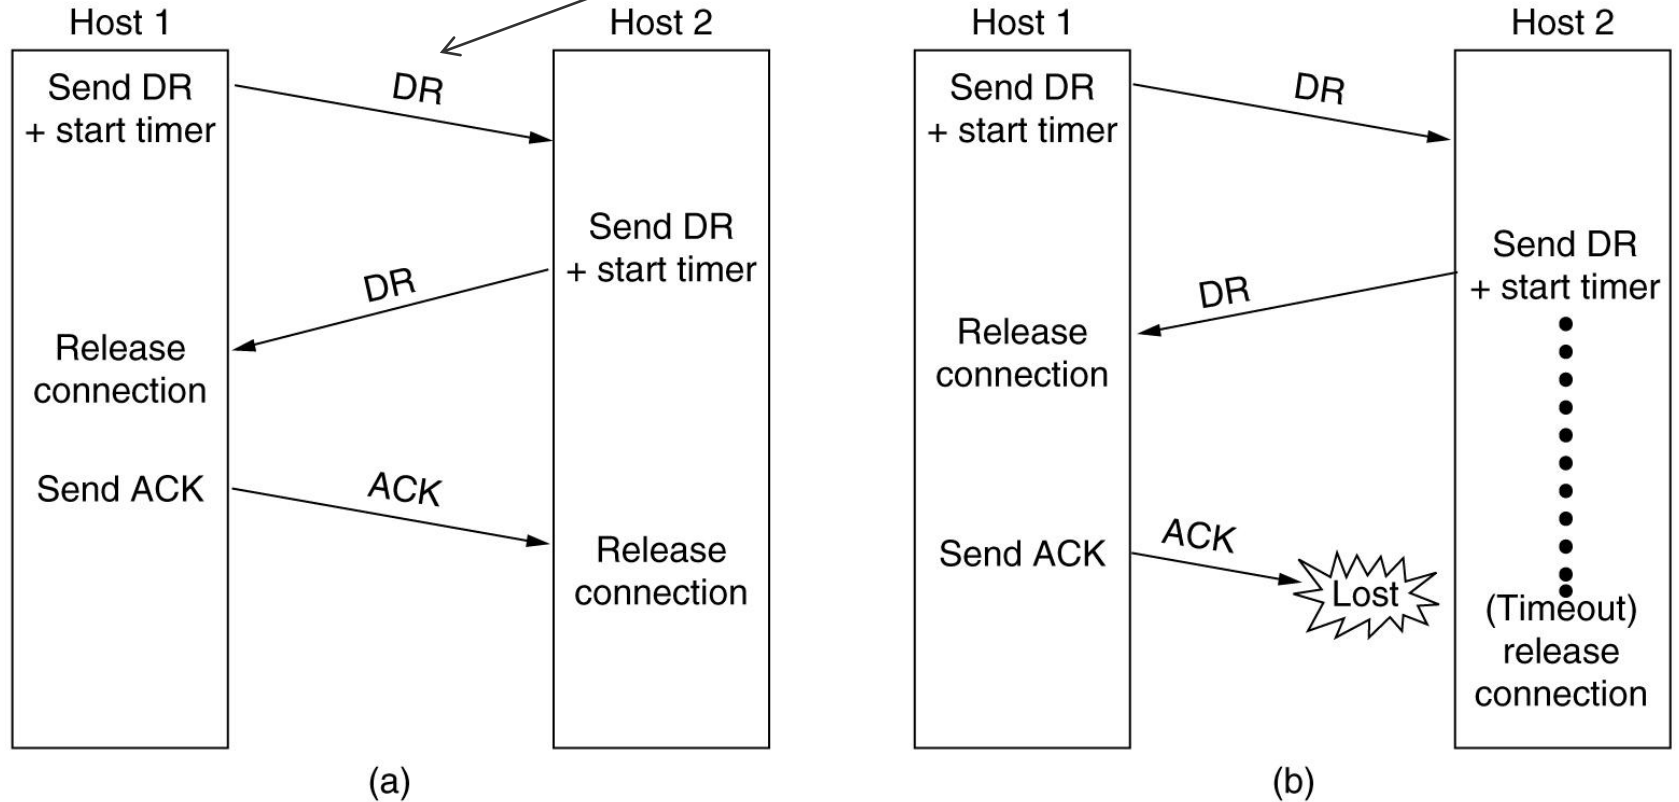 Host 1
Host 2
Send DR
+ start timer
DR
Send DR
+ start timer
DR
Release
connection
Send ACK
ACK
Release
connection
(a)
Host 1
Host 2
Send DR
+ start timer
DR
Send DR
+ start timer
DR
Release
connection
Send ACK
ACK
Lost
(Timeout)
release
connection
(b)